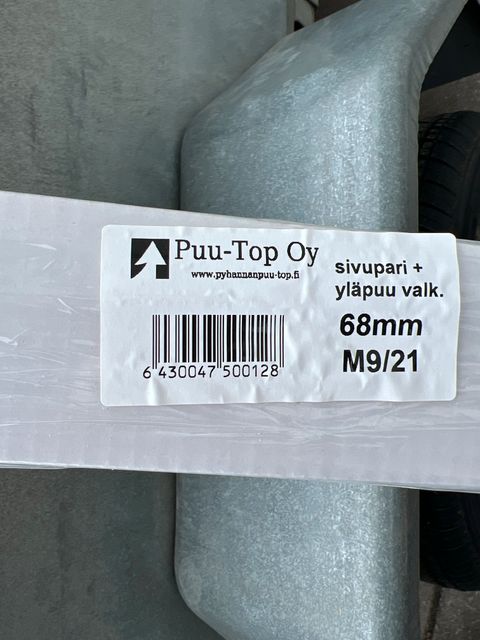 Puu-Top Oy
www.pyhannanpuu-top.fi
sivupari +
yläpuu valk.
68mm
M9/21
6 430047 500128